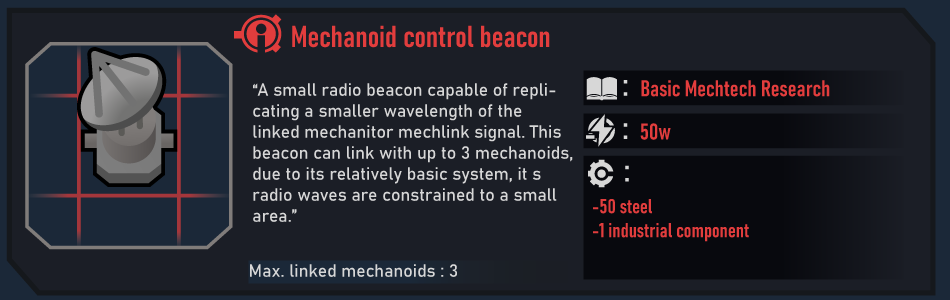 Mechanoid control beacon
“A small radio beacon capable of repli-
cating a smaller wavelength of the
linked mechanitor mechlink signal. This
beacon can link with up to 3 mechanoids,
due to its relatively basic system, it s
radio waves are constrained to a small
area.”
Max. linked mechanoids : 3
: Basic Mechtech Research
: 50w
:
-50 steel
-1 industrial component